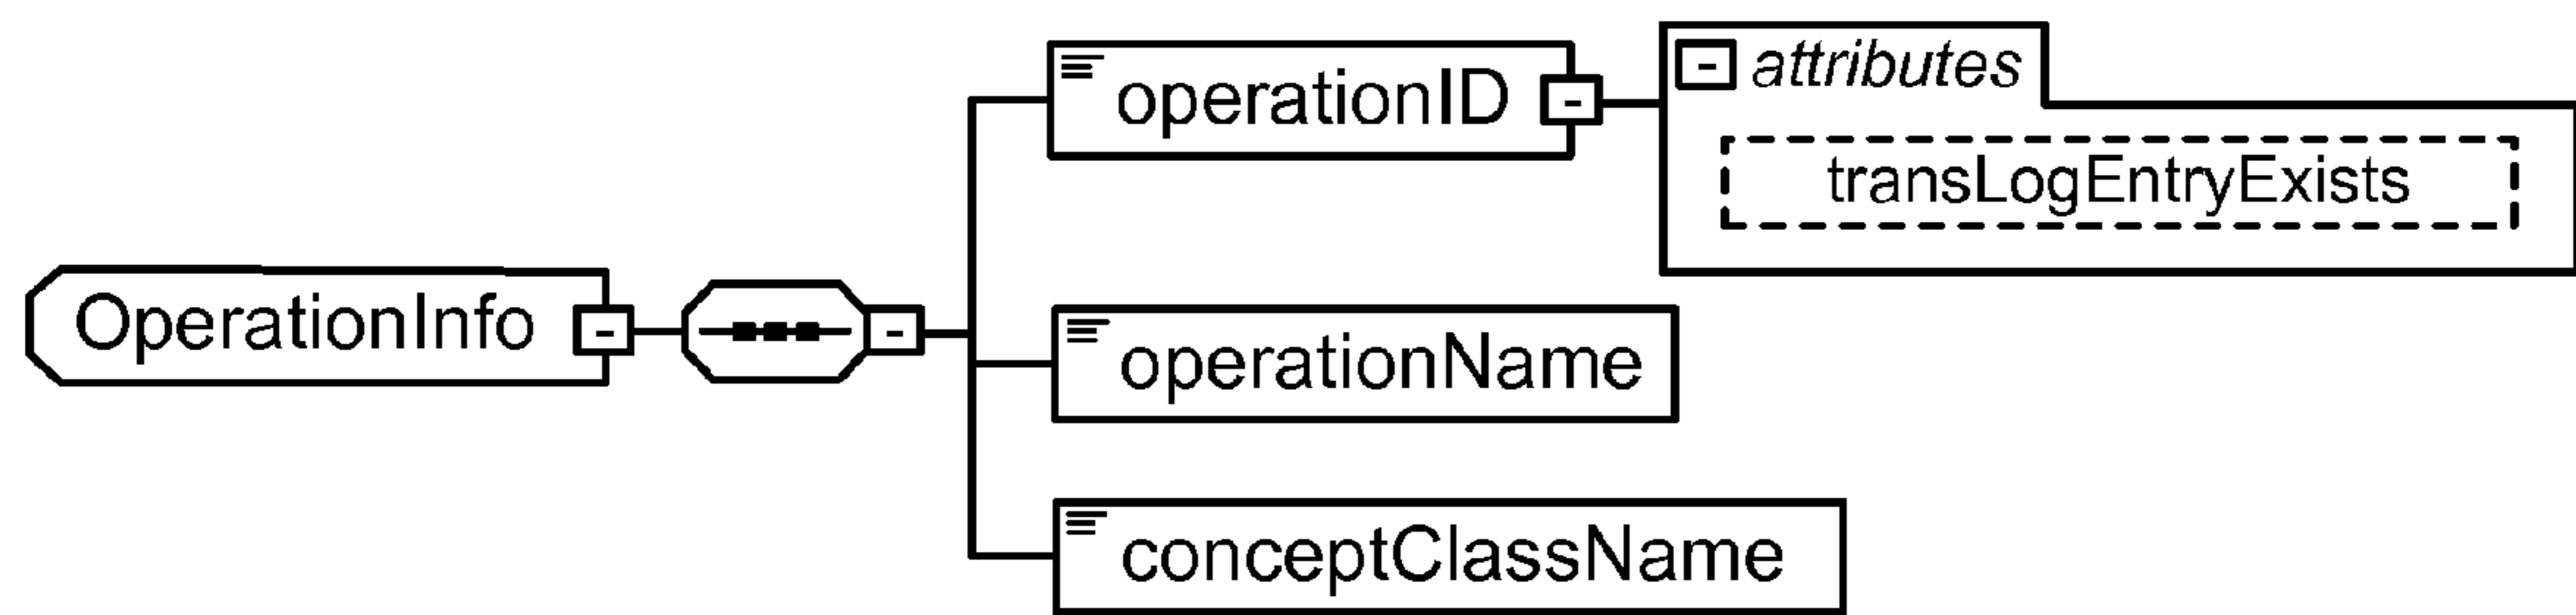 operationID
attributes
transLogEntryExists
OperationInfo
operationName
conceptClassName